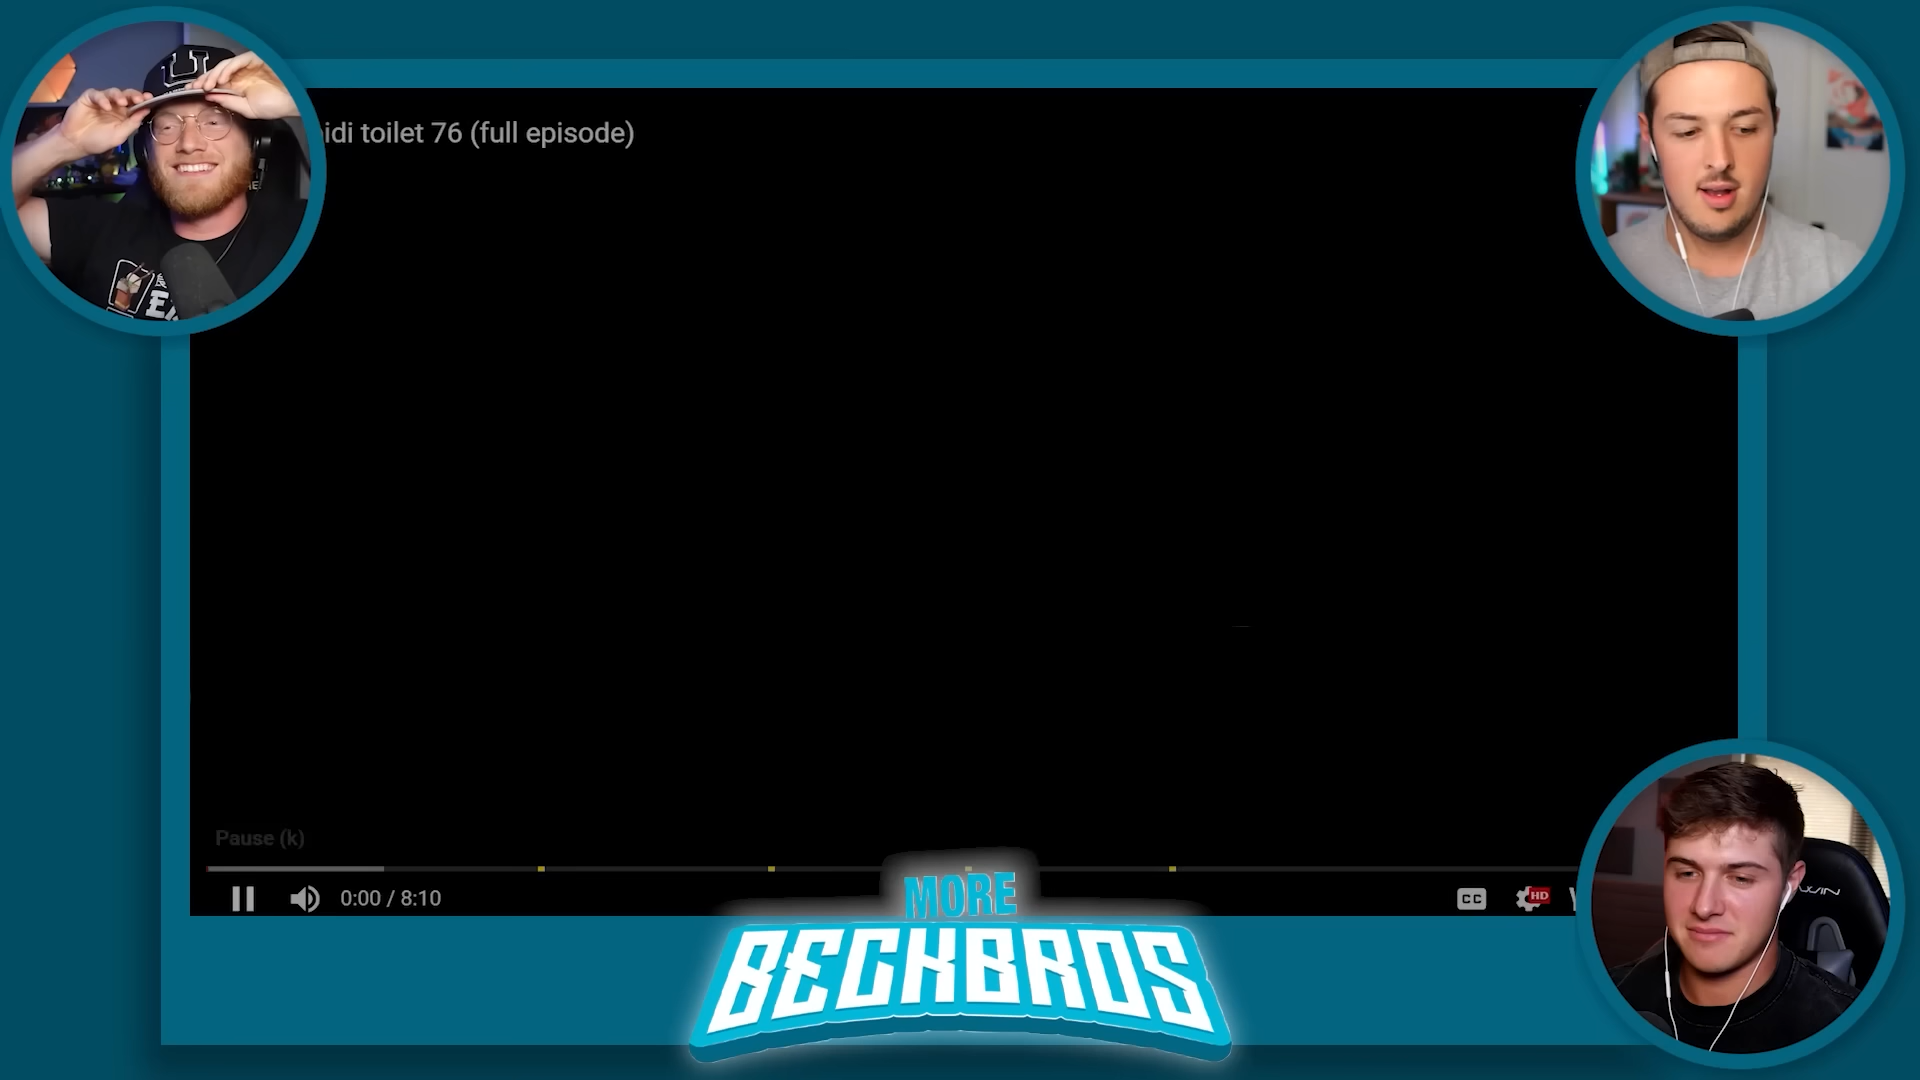 U
idi toilet 76 (full episode)
Pause (k)
0:00 / 8:10
CC
HD
MORE
BECKBROS